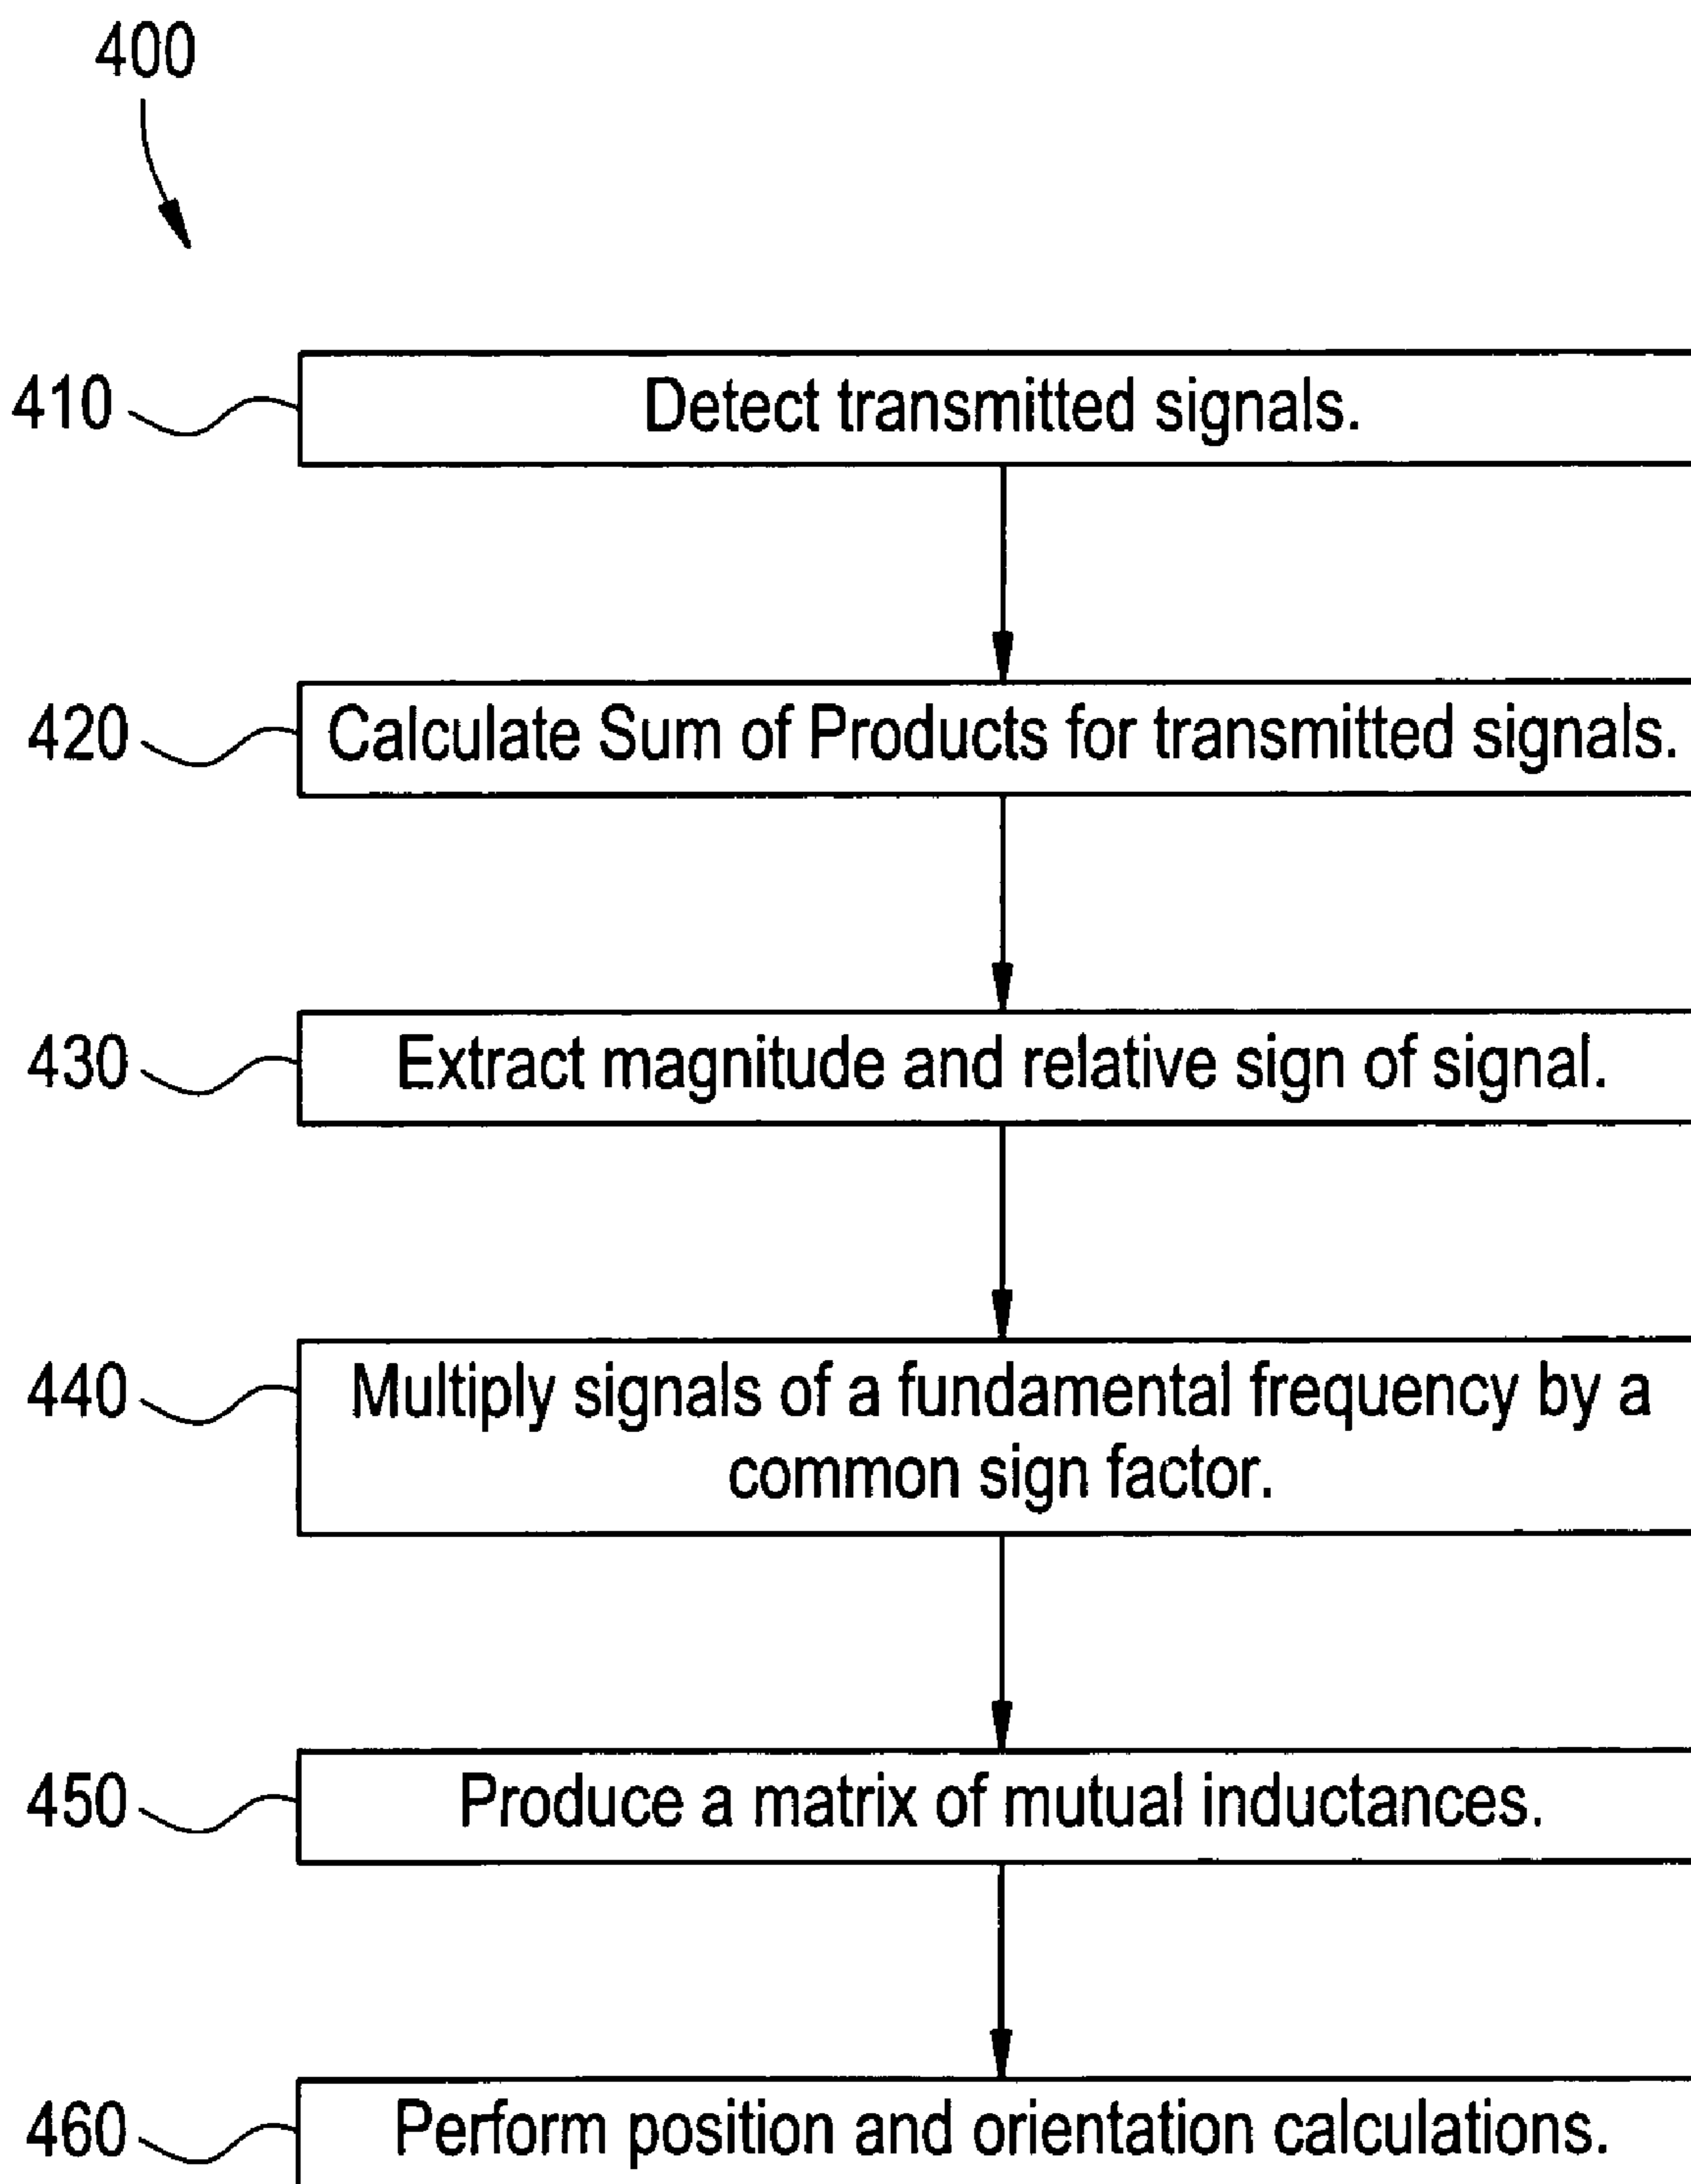 400
410
Detect transmitted signals.
420
Calculate Sum of Products for transmitted signals.
430
Extract magnitude and relative sign of signal.
440
Multiply signals of a fundamental frequency by a
common sign factor.
450
Produce a matrix of mutual inductances.
460
Perform position and orientation calculations.